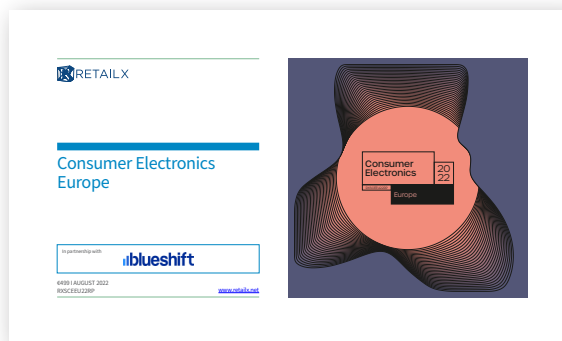 RETAILX
Consumer Electronics
Europe
in partnership with
blueshift
€499 | AUGUST 2022
RXSCEEU22RP
www.retailx.net
Consumer
Electronics
20
22
Europe